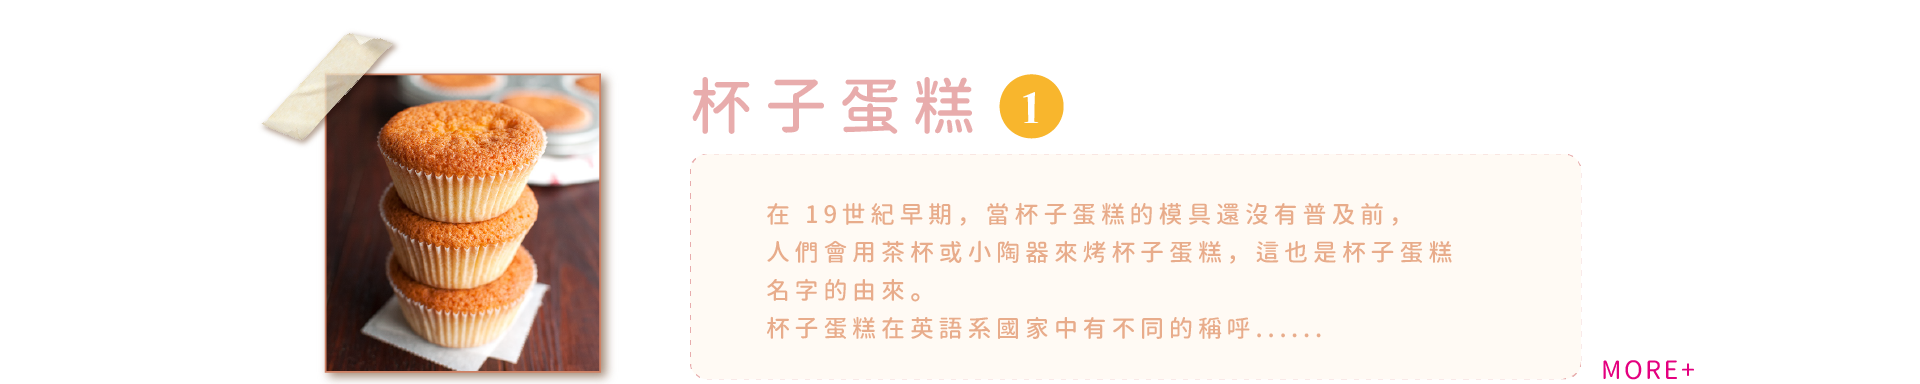 杯子蛋糕 1
在 19世紀早期，當杯子蛋糕的模具還沒有普及前，
人們會用茶杯或小陶器來烤杯子蛋糕，這也是杯子蛋糕
名字的由來。
杯子蛋糕在英語系國家中有不同的稱呼......
MORE+